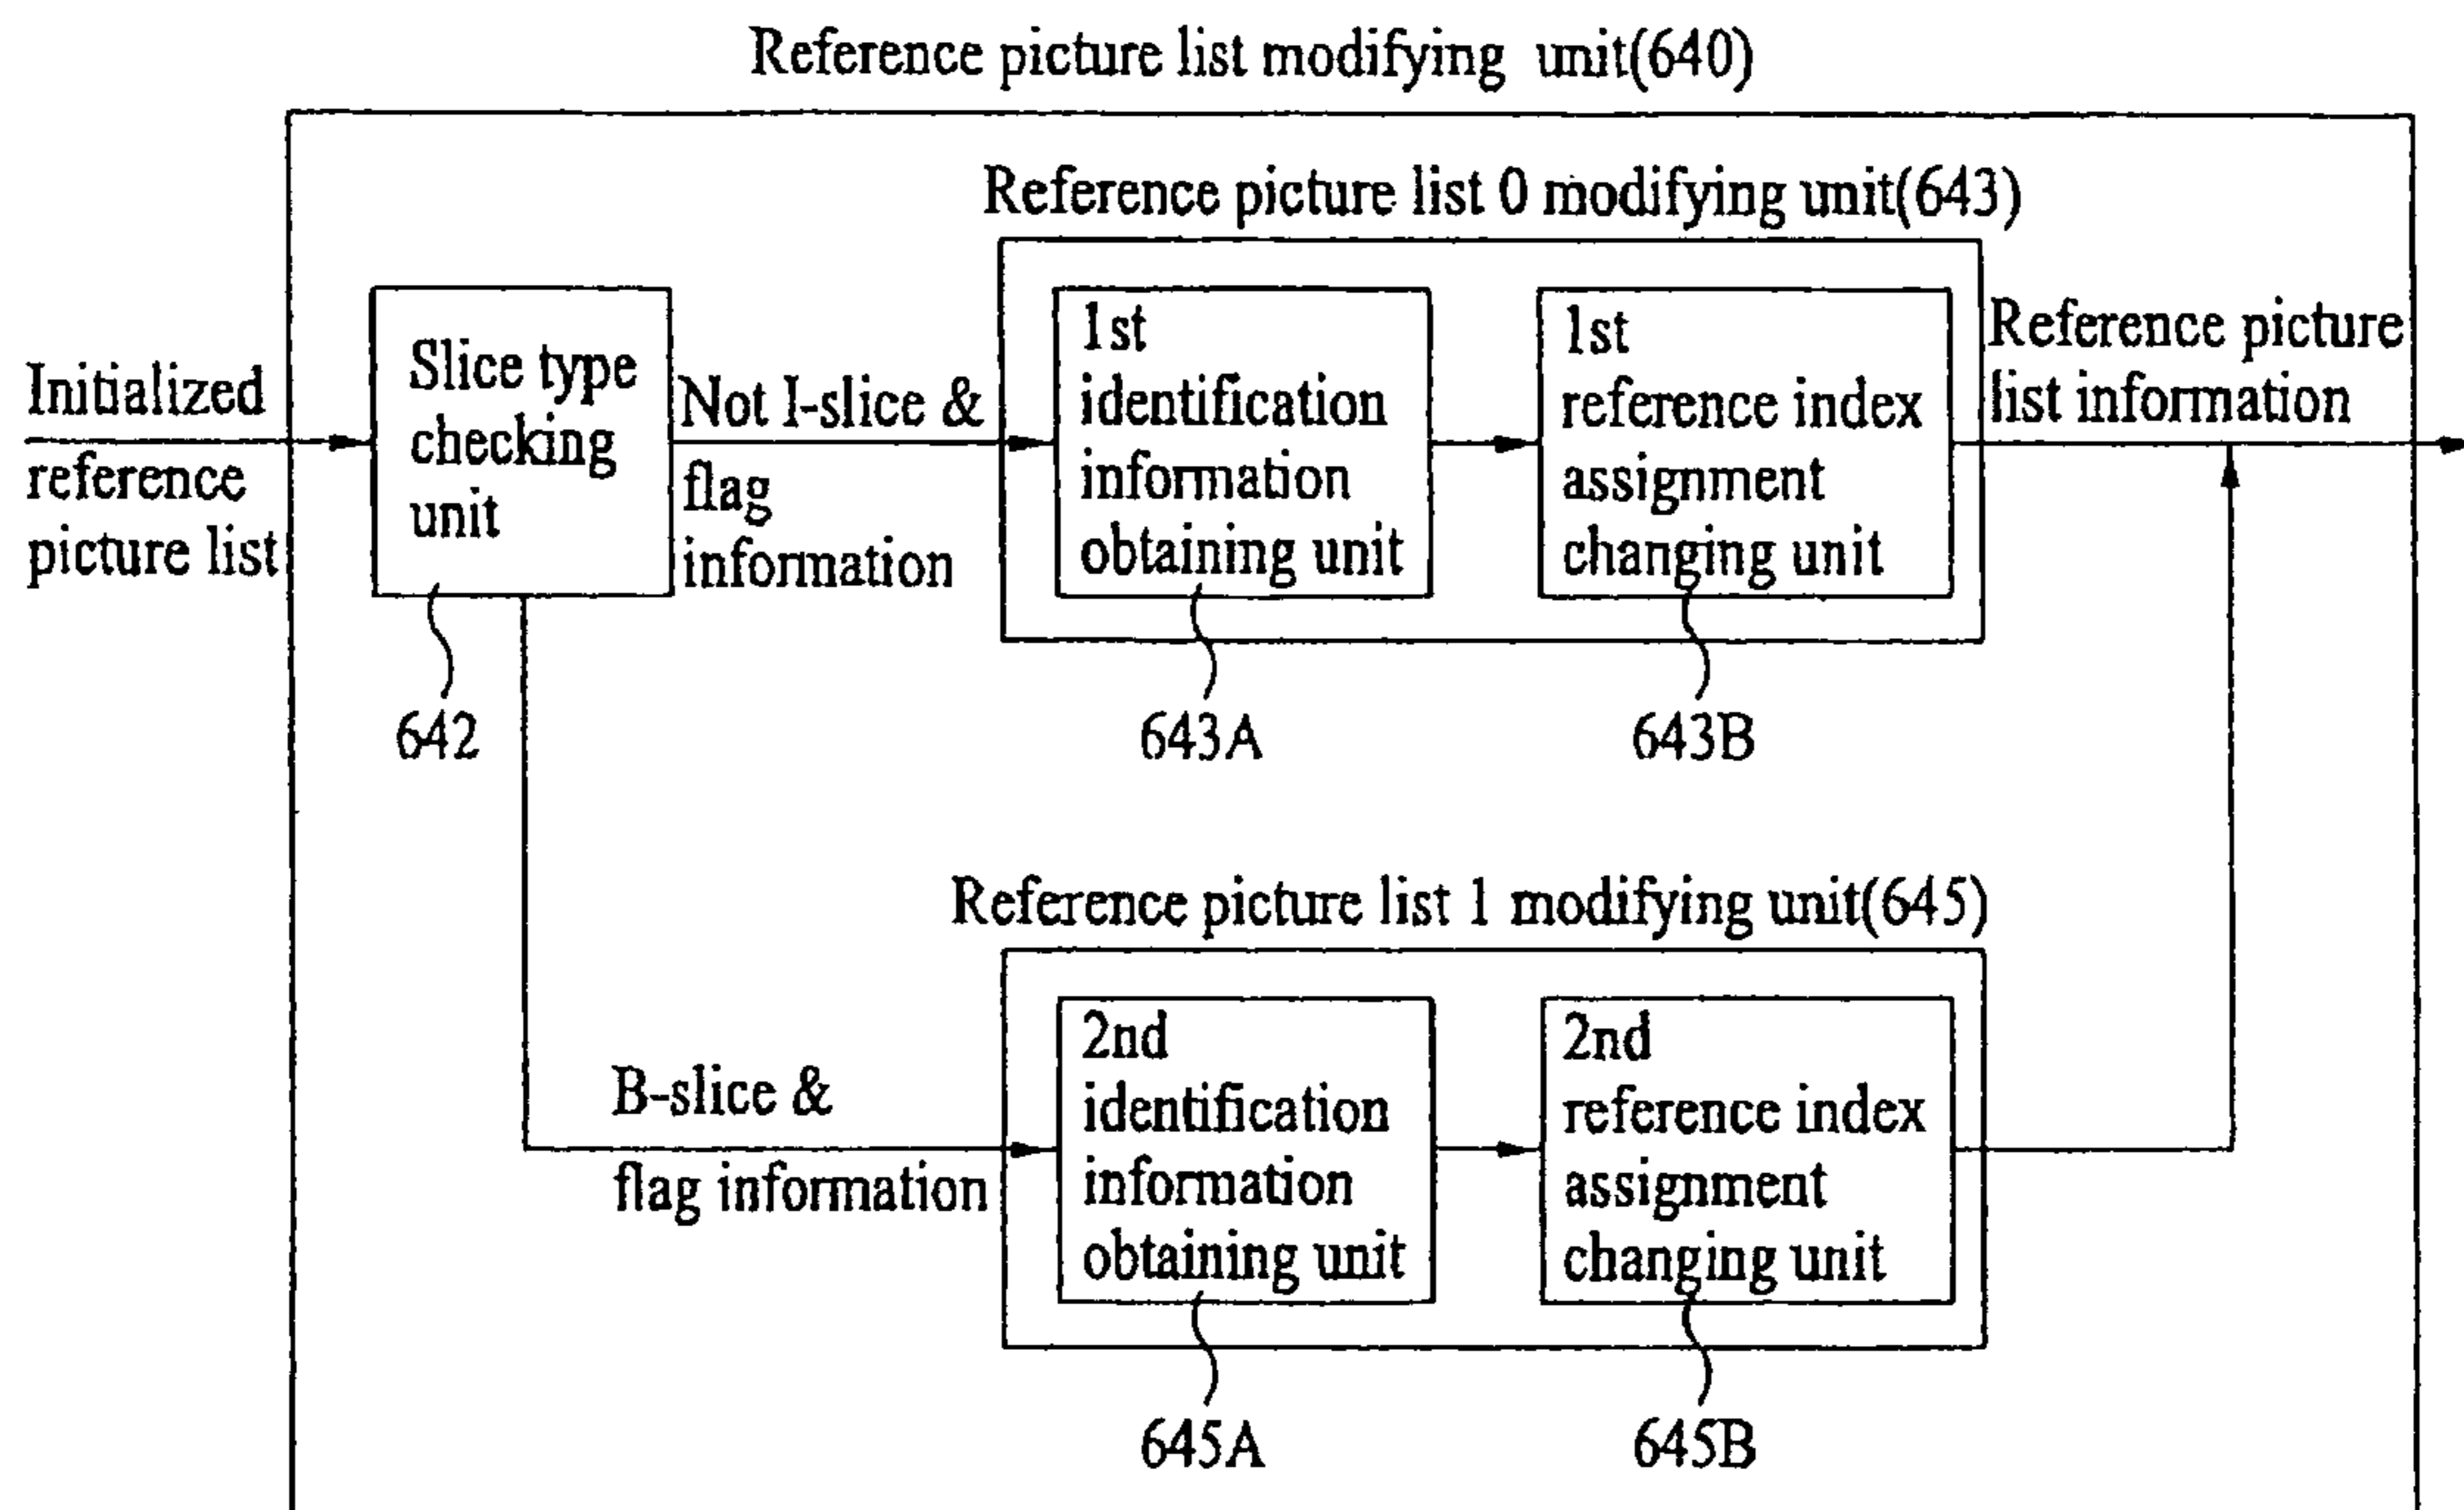 Reference picture list modifying unit(640)
Reference picture list 0 modifying unit(643)
Initialized
reference
picture list
Slice type
checking
unit
642
Not I-slice &
flag
information
1st
identification
information
obtaining unit
643A
1st
reference index
assignment
changing unit
643B
Reference picture
list information
Reference picture list 1 modifying unit(645)
B-slice &
flag information
2nd
identification
information
obtaining unit
645A
2nd
reference index
assignment
changing unit
645B